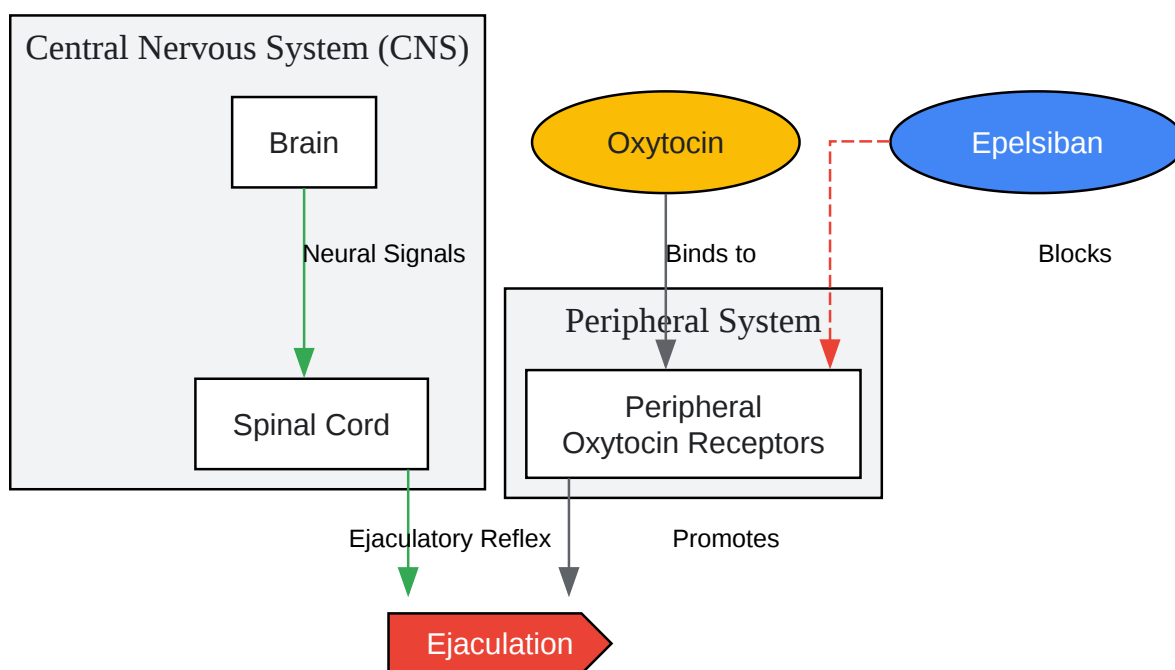 Central Nervous System (CNS)
Brain
Oxytocin
Epelsiban
Neural Signals
Binds to
Blocks
Peripheral System
Spinal Cord
Peripheral
Oxytocin Receptors
Ejaculatory Reflex
Promotes
Ejaculation